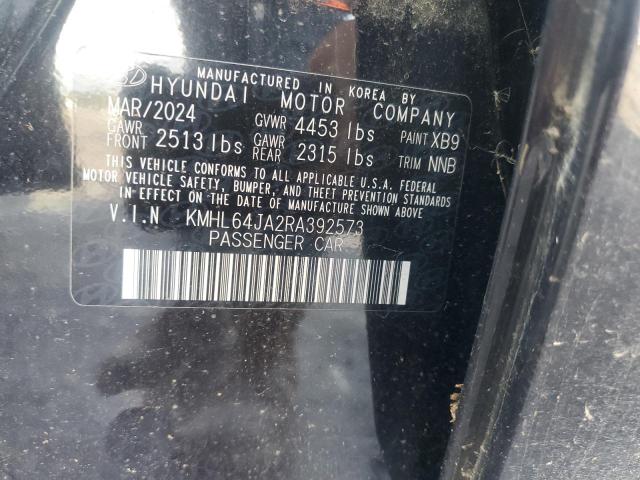 MANUFACTURED IN KOREA BY
HYUNDAI MOTOR COMPANY
MAR/2024 GVWR 4453 lbs PAINT XB9
GAWR FRONT 2513 lbs GAWR REAR 2315 lbs TRIM NNB
THIS VEHICLE CONFORMS TO ALL APPLICABLE U.S.A. FEDERAL
MOTOR VEHICLE SAFETY, BUMPER, AND THEFT PREVENTION STANDARDS
IN EFFECT ON THE DATE OF MANUFACTURE SHOWN ABOVE
V.I.N KMHL64JA2RA392573
PASSENGER CAR